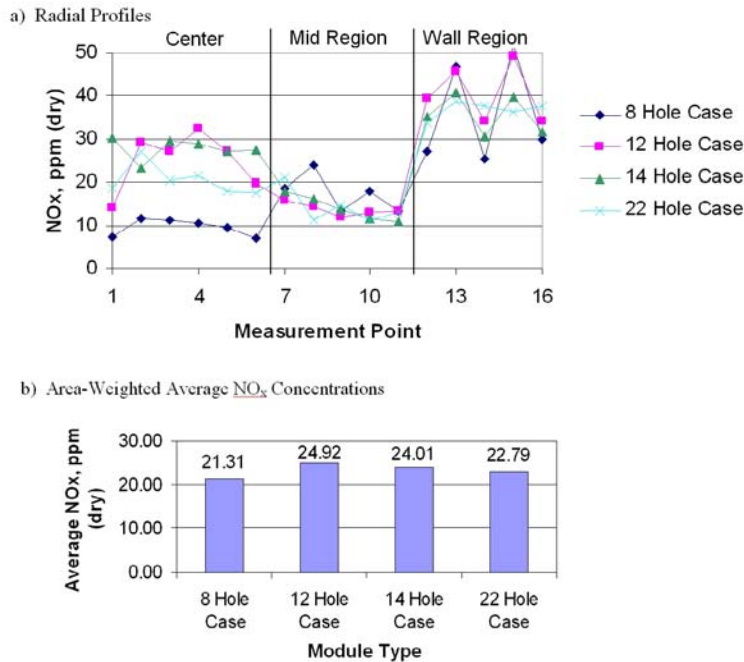 a) Radial Profiles
Center
Mid Region
Wall Region
50
40
30
20
10
0
NOx, ppm (dry)
1
4
7
10
13
16
Measurement Point
8 Hole Case
12 Hole Case
14 Hole Case
22 Hole Case
b) Area-Weighted Average NOx Concentrations
30.00
20.00
10.00
0.00
Average NOx, ppm
(dry)
21.31
24.92
24.01
22.79
8 Hole
Case
12 Hole
Case
14 Hole
Case
22 Hole
Case
Module Type